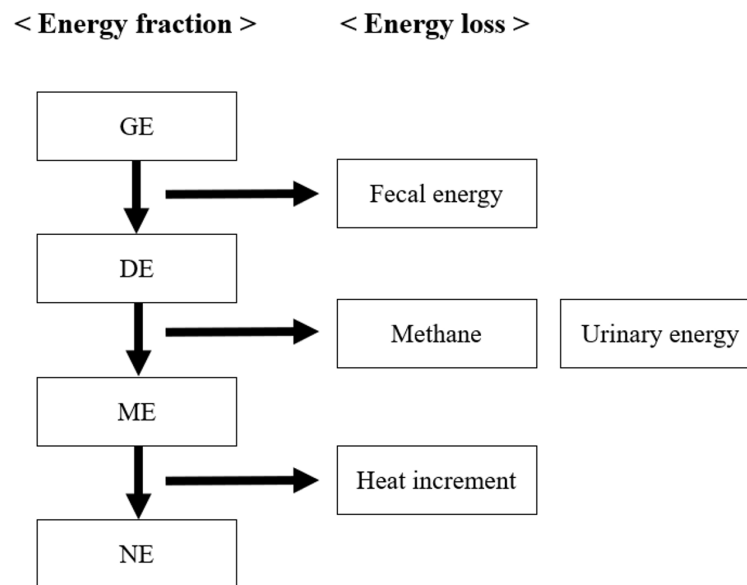 < Energy fraction > < Energy loss >
GE
Fecal energy
DE
Methane Urinary energy
ME
Heat increment
NE